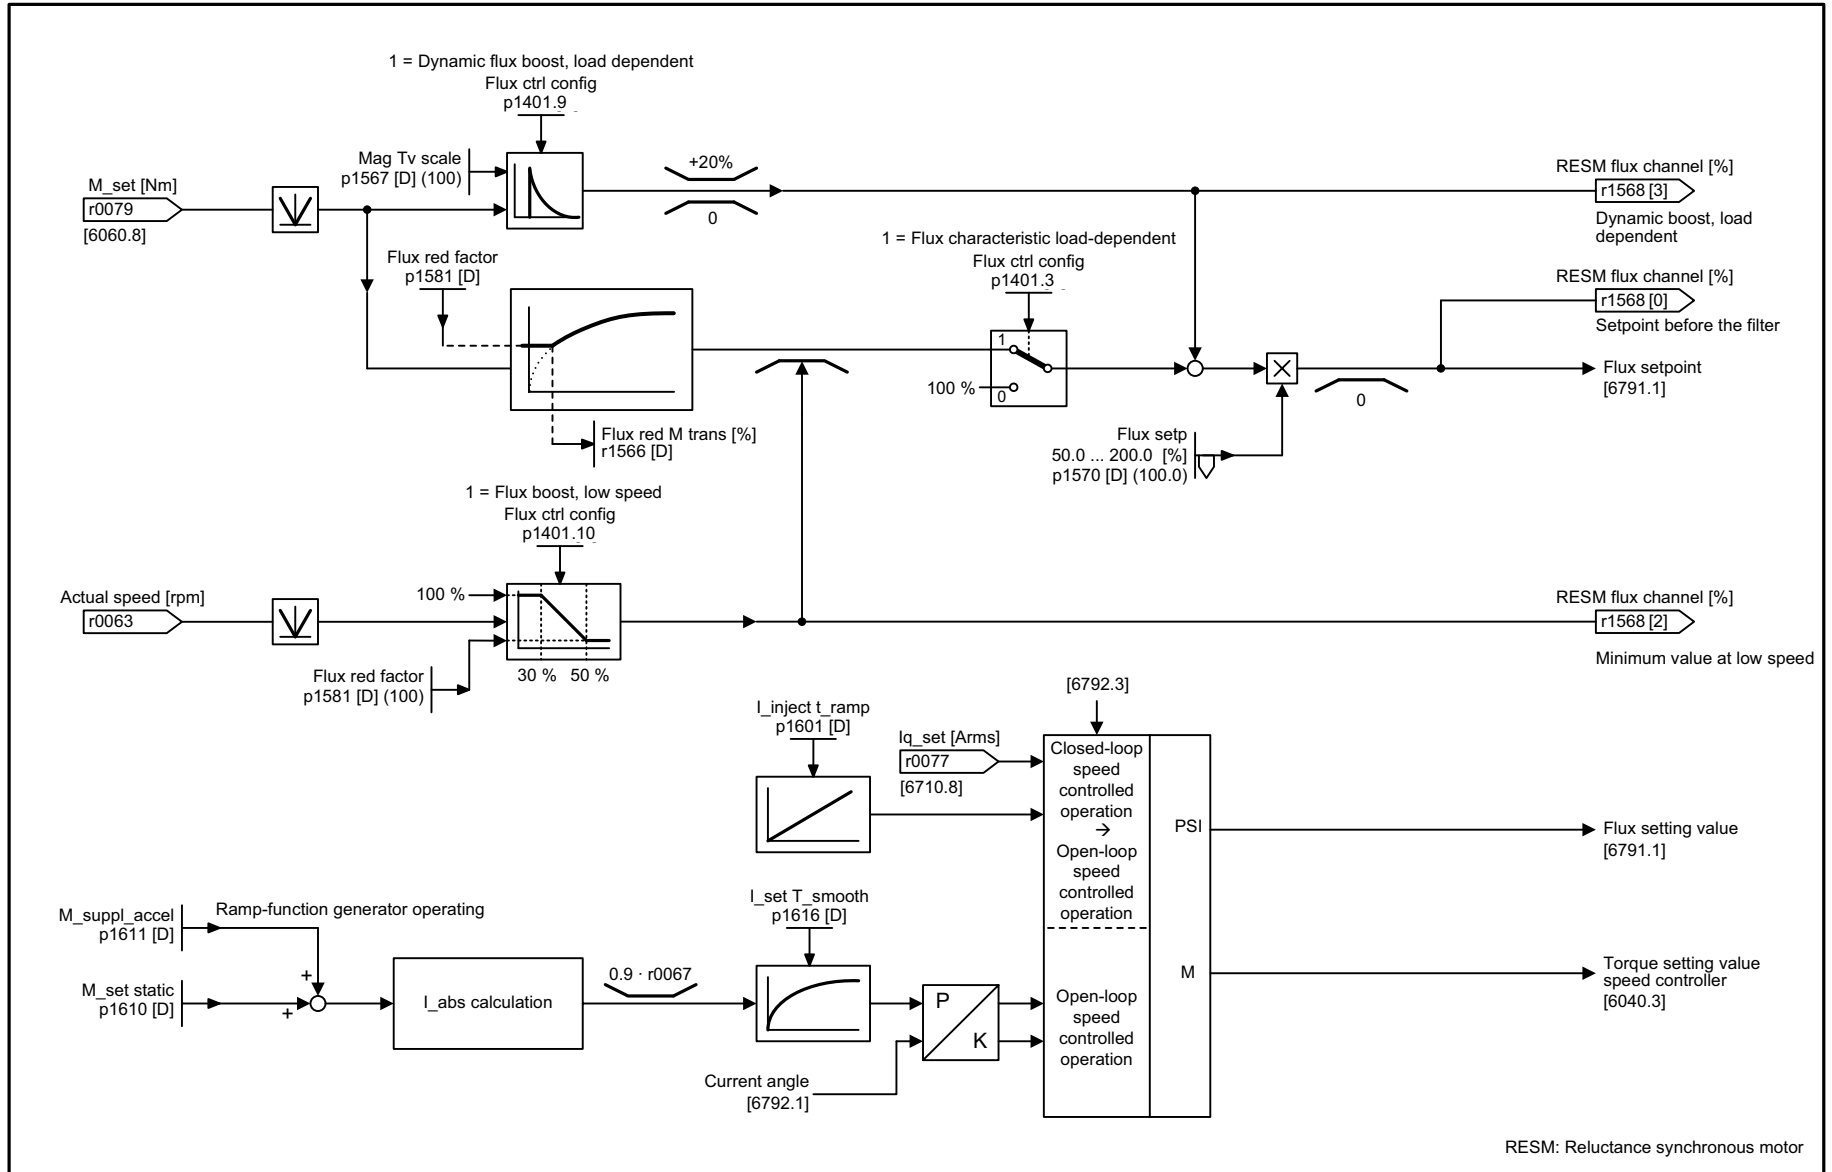 1 = Dynamic flux boost, load dependent
Flux ctrl config
p1401.9
Mag Tv scale
p1567 [D] (100)
+20%
0
M_set [Nm]
r0079
[6060.8]
RESM flux channel [%]
r1568 [3]
Dynamic boost, load
dependent
1 = Flux characteristic load-dependent
Flux ctrl config
p1401.3
Flux red factor
p1581 [D]
RESM flux channel [%]
r1568 [0]
Setpoint before the filter
1
100 %
0
0
Flux setpoint
[6791.1]
Flux red M trans [%]
r1566 [D]
Flux setp
50.0 ... 200.0 [%]
p1570 [D] (100.0)
1 = Flux boost, low speed
Flux ctrl config
p1401.10
Actual speed [rpm]
r0063
100 %
Flux red factor
p1581 [D] (100)
30 % 50 %
RESM flux channel [%]
r1568 [2]
Minimum value at low speed
I_inject t_ramp
p1601 [D]
Iq_set [Arms]
r0077
[6710.8]
[6792.3]
Closed-loop
speed
controlled
operation
→
Open-loop
speed
controlled
operation
PSI
Flux setting value
[6791.1]
M_suppl_accel
p1611 [D]
Ramp-function generator operating
+
M_set static
p1610 [D]
+
I_abs calculation
0.9 · r0067
I_set T_smooth
p1616 [D]
P
K
Current angle
[6792.1]
Open-loop
speed
controlled
operation
M
Torque setting value
speed controller
[6040.3]
RESM: Reluctance synchronous motor